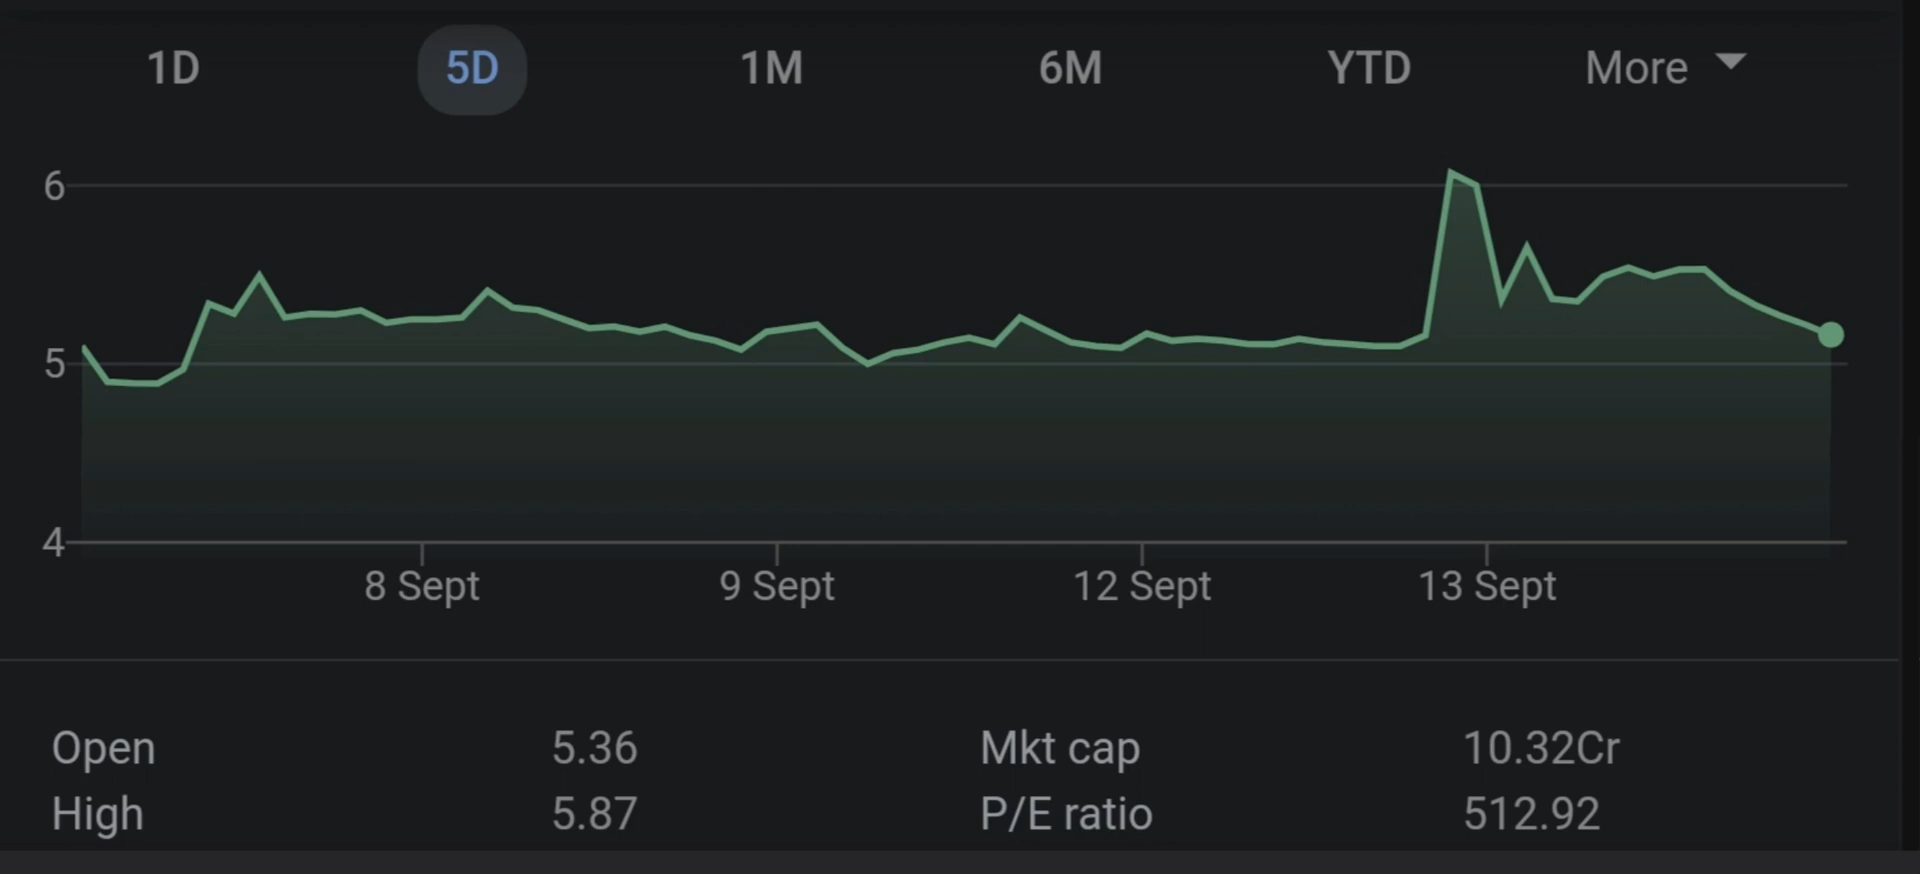 1D 5D 1M 6M YTD More
6
5
4
8 Sept 9 Sept 12 Sept 13 Sept
Open 5.36 Mkt cap 10.32Cr
High 5.87 P/E ratio 512.92